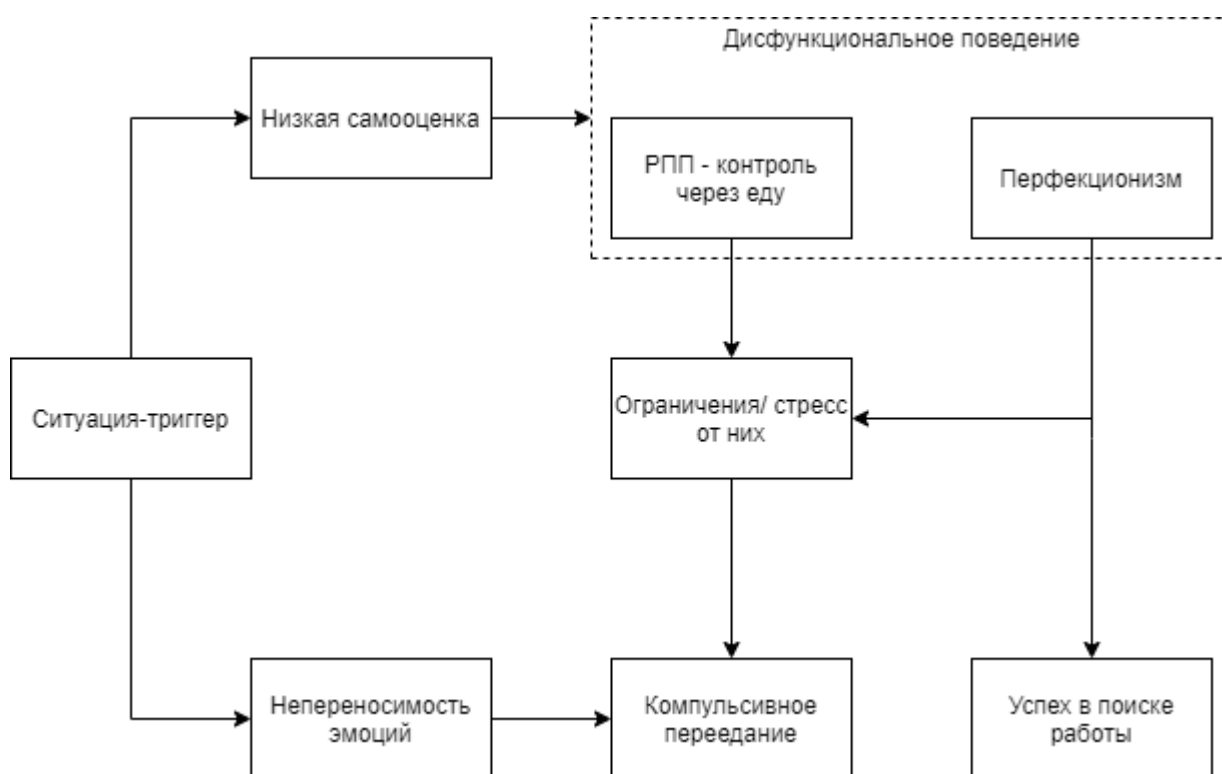 Дисфункциональное поведение
Низкая самооценка
РПП - контроль
через еду
Перфекционизм
Ситуация-триггер
Ограничения/ стресс
от них
Непереносимость
эмоций
Компульсивное
переедание
Успех в поиске
работы